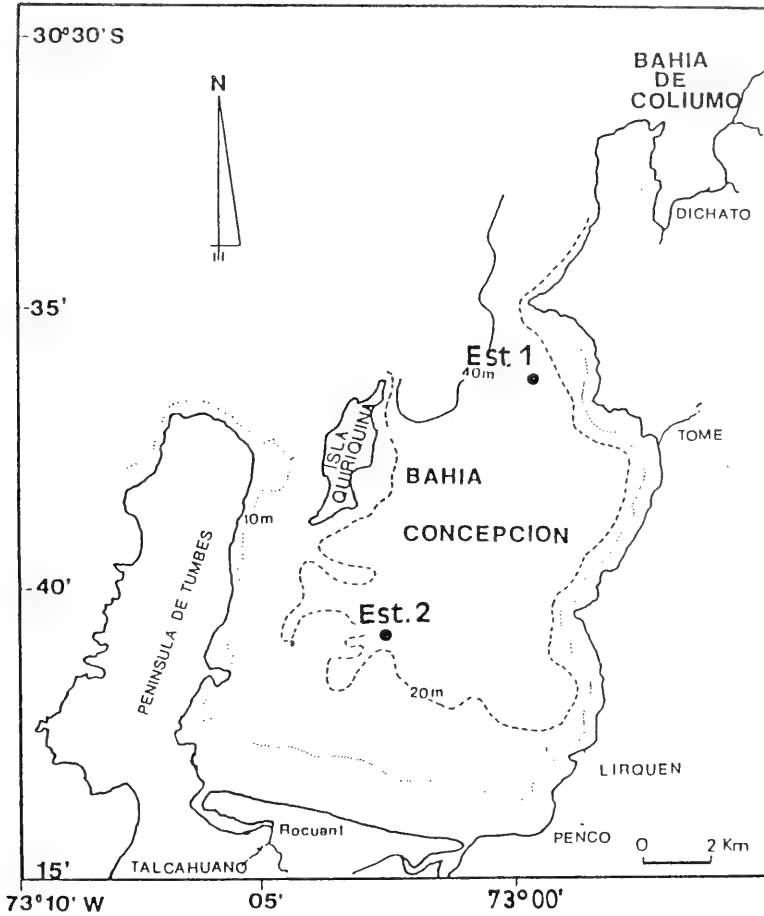 30°30' S
BAHIA
DE
COLIUMO
N
DICHATO
35'
Est. 1
40m
TOME
ISLA
QUIRIQUINA
BAHIA
CONCEPCION
10m
PENINSULA DE TUMBES
40'
Est. 2
20m
LIRQUEN
Rocuant
PENCO
0 2 Km
TALCAHUANO
15'
73°10' W 05' 73°00'